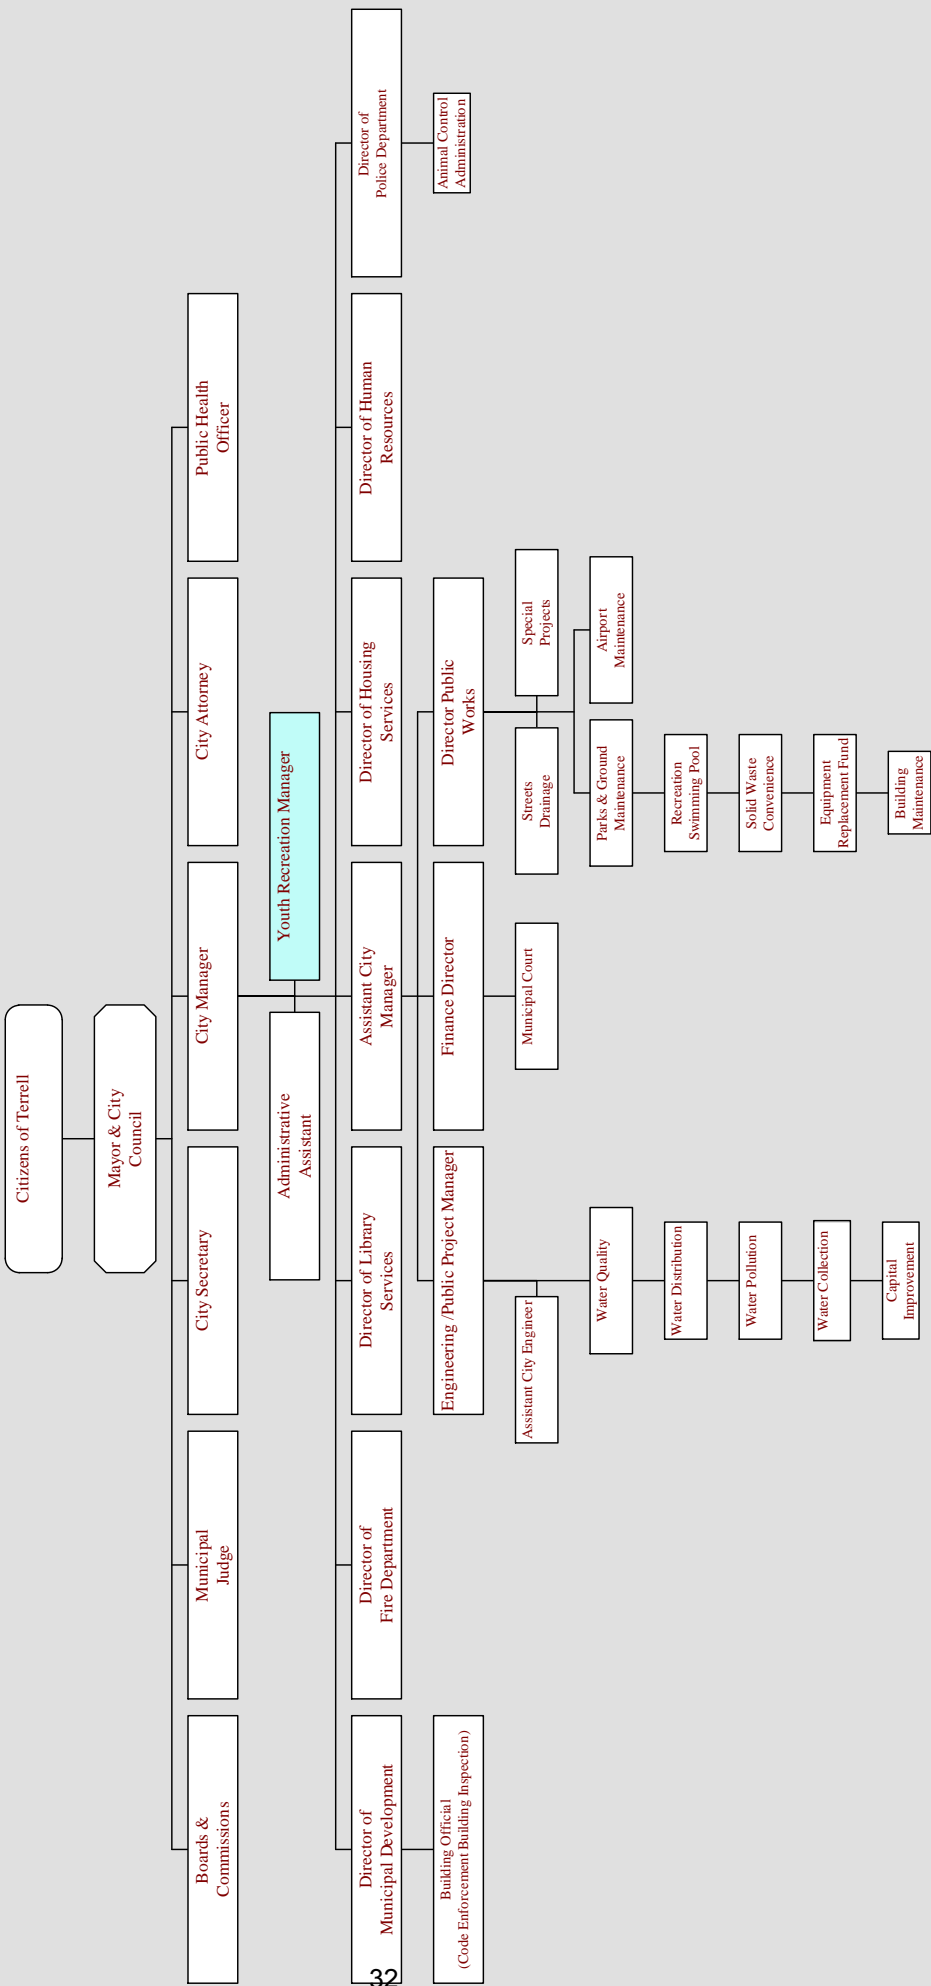 Citizens of Terrell
Mayor & City
Council
Boards &
Commissions
Municipal
Judge
City Secretary
City Manager
City Attorney
Public Health
Officer
Administrative
Assistant
Youth Recreation Manager
Director of
Municipal Development
Director of
Fire Department
Director of Library
Services
Assistant City
Manager
Director of Housing
Services
Director of Human
Resources
Director of
Police Department
Building Official
(Code Enforcement Building Inspection)
Engineering /Public Project Manager
Finance Director
Director Public
Works
Animal Control
Administration
Assistant City Engineer
Municipal Court
Streets
Drainage
Special
Projects
Water Quality
Parks & Ground
Maintenance
Airport
Maintenance
Water Distribution
Recreation
Swimming Pool
Water Pollution
Solid Waste
Convenience
Water Collection
Equipment
Replacement Fund
Capital
Improvement
Building
Maintenance
32